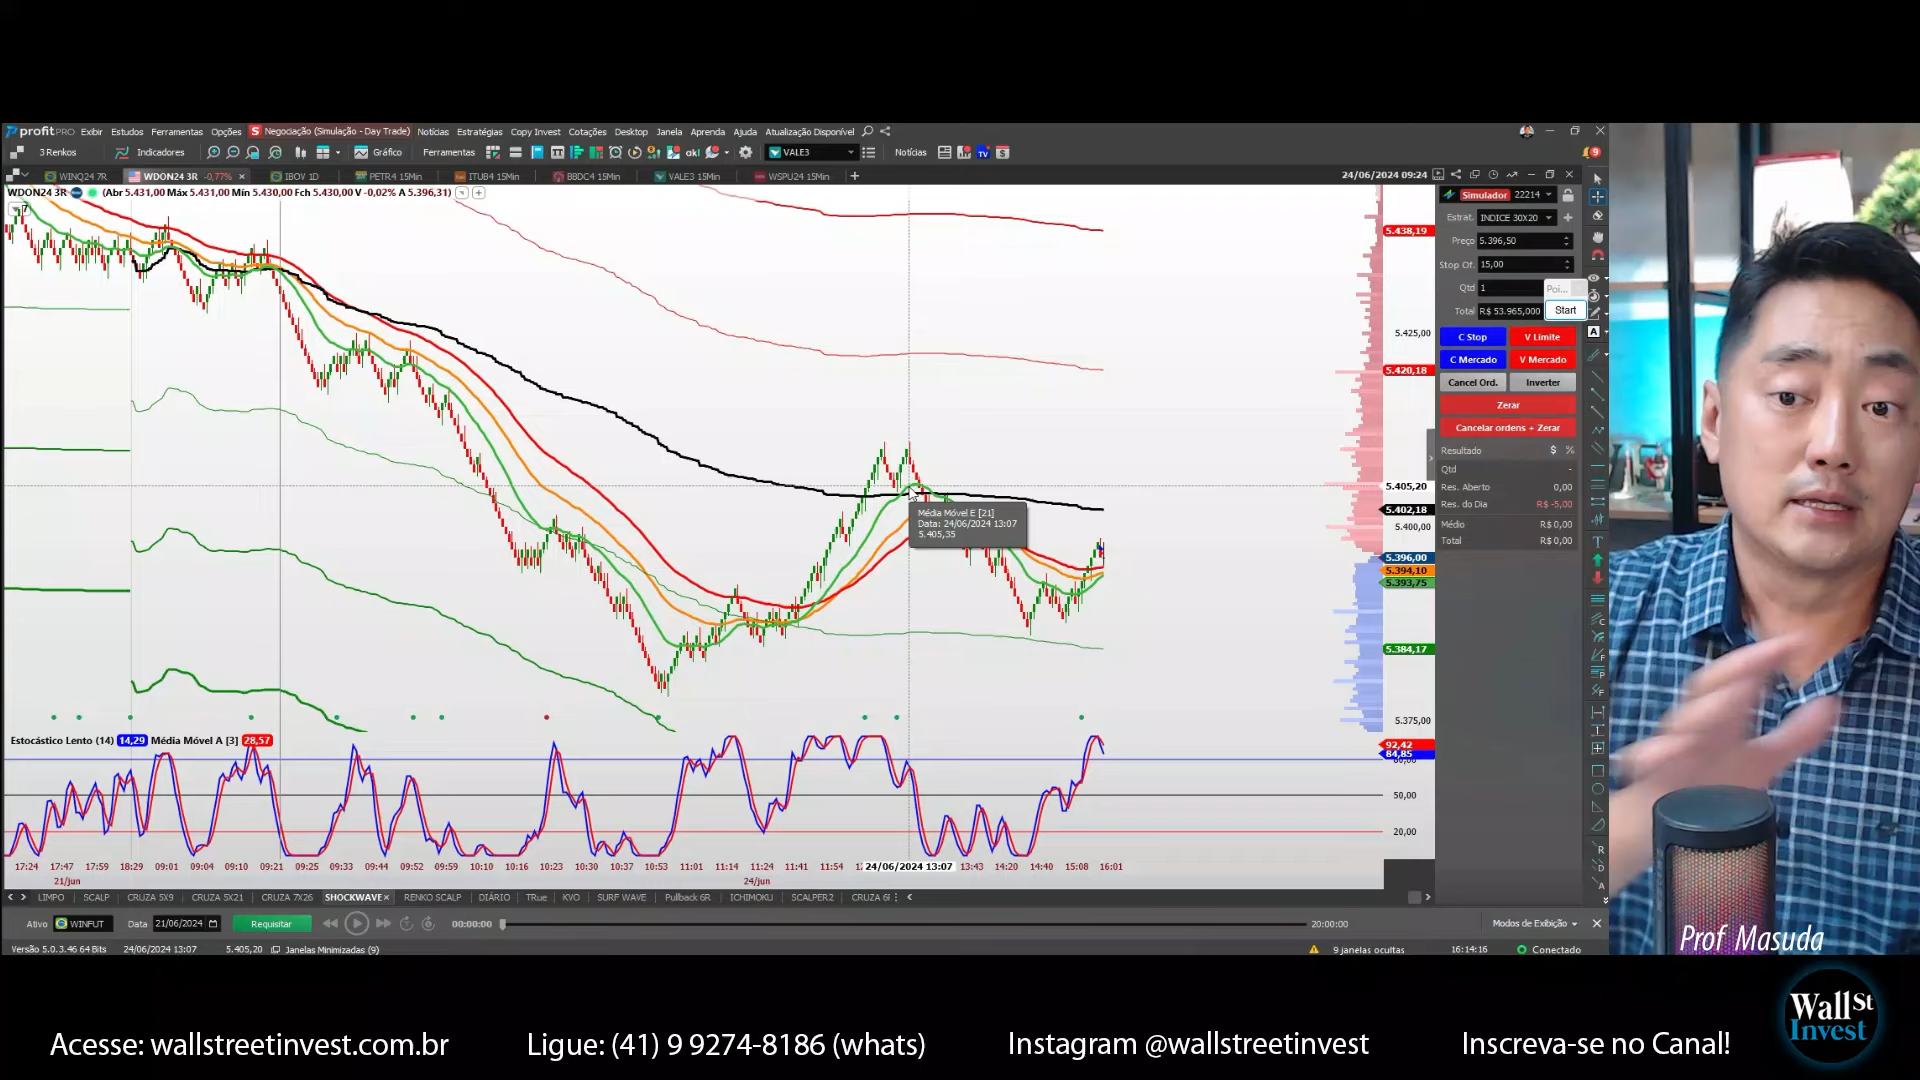 profitPRO Exibir Estudos Ferramentas Opções Negociação (Simulação - Day Trade) Notícias Estratégias Copy Invest Cotações Desktop Janela Aprenda Ajuda Atualização Disponível
3 Renkos Indicadores Gráfico Ferramentas ak! TV VALE3 Notícias
9
WINQ24 7R WDON24 3R -0,77% IBOV 1D PETR4 15Min ITUB4 15Min BBDC4 15Min VALE3 15Min WSPU24 15Min 24/06/2024 09:24
WDON24 3R (Abr 5.431,00 Máx 5.431,00 Mín 5.430,00 Fch 5.430,00 V -0,02% A 5.396,31)
7
5.438,19
5.425,00
5.420,18
5.405,20
5.402,18
5.400,00
5.396,00
5.394,10
5.393,75
5.384,17
5.375,00
Média Móvel E [21]
Data: 24/06/2024 13:07
5.405,35
Simulador 22214
Estrat. INDICE 30X20
Preço 5.396,50
Stop Of. 15,00
Qtd 1
Poi...
Total R$ 53.965,000
Start
C Stop V Limite
C Mercado V Mercado
Cancel Ord. Inverter
Zerar
Cancelar ordens + Zerar
Resultado $ %
Qtd -
Res. Aberto 0,00
Res. do Dia R$ -5,00
Médio R$ 0,00
Total R$ 0,00
Estocástico Lento (14) 14,29 Média Móvel A [3] 28,57
92,42
84,85
80,00
50,00
20,00
17:24 17:47 17:59 18:29 09:01 09:04 09:10 09:21 09:33 09:44 09:52 09:59 10:10 10:16 10:23 10:30 10:37 10:53 11:01 11:14 11:24 11:41 11:54 24/06/2024 13:07 13:43 14:20 14:40 15:08 16:01
21/jun 24/jun
LIMPO SCALP CRUZA 5X9 CRUZA 5X21 CRUZA 7X26 SHOCKWAVE RENKO SCALP DIÁRIO True KVO SURF WAVE Pullback 6R ICHIMOKU SCALPER2 CRUZA 6
Ativo WINFUT Data 21/06/2024 Requisitar 00:00:00 20:00:00 Modos de Exibição
Versão 5.0.3.46 64 Bits 24/06/2024 13:07 5.405,20 Janelas Minimizadas (9) 9 janelas ocultas 16:14:16 Conectado
Prof Masuda
Wall St
Invest
Acesse: wallstreetinvest.com.br Ligue: (41) 9 9274-8186 (whats) Instagram @wallstreetinvest Inscreva-se no Canal!